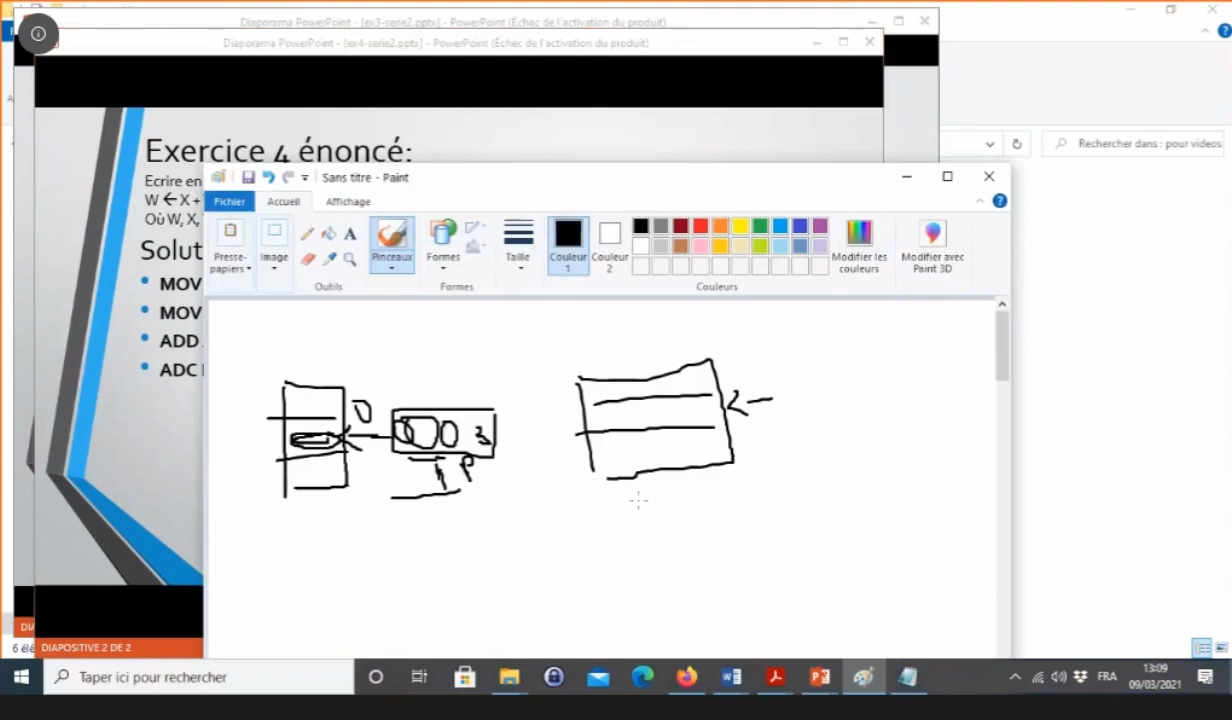 Diaporama PowerPoint - [ex3-serie2.pptx] - PowerPoint (Échec de l'activation du produit)
Diaporama PowerPoint - [ex4-serie2.pptx] - PowerPoint (Échec de l'activation du produit)
Rechercher dans : pour videos
Exercice 4 énoncé:
Ecrire en
W ← X +
Où W, X,
Solut
• MOV
• MOV
• ADD
• ADC
Sans titre - Paint
Fichier Accueil Affichage
Presse-papiers Image Outils Pinceaux Formes Formes Taille Couleur 1 Couleur 2 Couleurs Modifier les couleurs Modifier avec Paint 3D
DIAPOSITIVE 2 DE 2
6 élé
Taper ici pour rechercher
FRA
13:09
09/03/2021